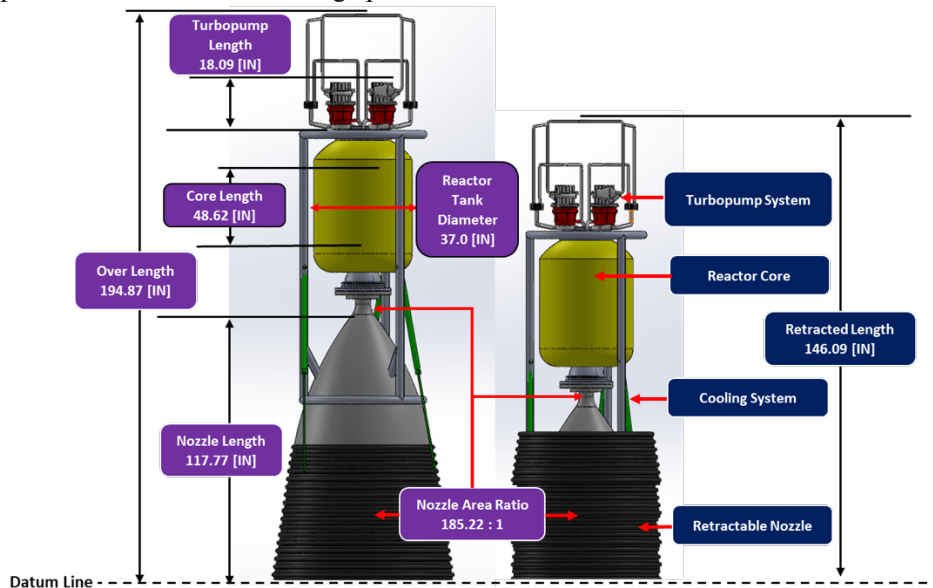 Turbopump
Length
18.09 [IN]
Core Length
48.62 [IN]
Reactor
Tank
Diameter
37.0 [IN]
Over Length
194.87 [IN]
Nozzle Length
117.77 [IN]
Nozzle Area Ratio
185.22 : 1
Turbopump System
Reactor Core
Retracted Length
146.09 [IN]
Cooling System
Retractable Nozzle
Datum Line